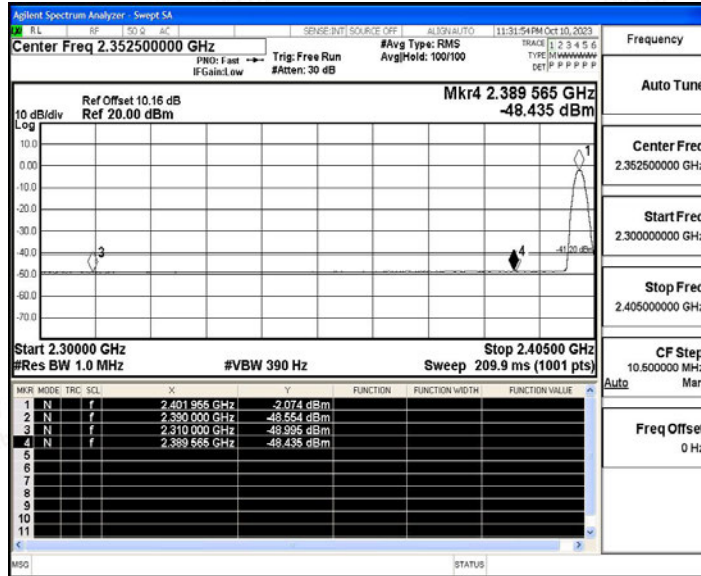 Agilent Spectrum Analyzer - Swept SA
RL RF 50 Ω AC SENSE:INT SOURCE OFF ALIGNAUTO 11:31:54 PM Oct 10, 2023
Center Freq 2.352500000 GHz
PNO: Fast
IFGain:Low
Trig: Free Run
#Atten: 30 dB
#Avg Type: RMS
Avg|Hold: 100/100
TRACE 1 2 3 4 5 6
TYPE M W W W W W
DET P P P P P P
Ref Offset 10.16 dB
10 dB/div Ref 20.00 dBm
Log
Mkr4 2.389 565 GHz
-48.435 dBm
10.0
0.00
-10.0
-20.0
-30.0
-40.0
-50.0
-60.0
-70.0
1
3
4
-41.20 dBm
Start 2.30000 GHz Stop 2.40500 GHz
#Res BW 1.0 MHz #VBW 390 Hz Sweep 209.9 ms (1001 pts)
MKR MODE TRC SCL X Y FUNCTION FUNCTION WIDTH FUNCTION VALUE
1 N f 2.401 955 GHz -2.074 dBm
2 N f 2.390 000 GHz -48.554 dBm
3 N f 2.310 000 GHz -48.995 dBm
4 N f 2.389 565 GHz -48.435 dBm
5
6
7
8
9
10
11
MSG STATUS
Frequency
Auto Tune
Center Freq
2.352500000 GHz
Start Freq
2.300000000 GHz
Stop Freq
2.405000000 GHz
CF Step
10.500000 MHz
Auto Man
Freq Offset
0 Hz